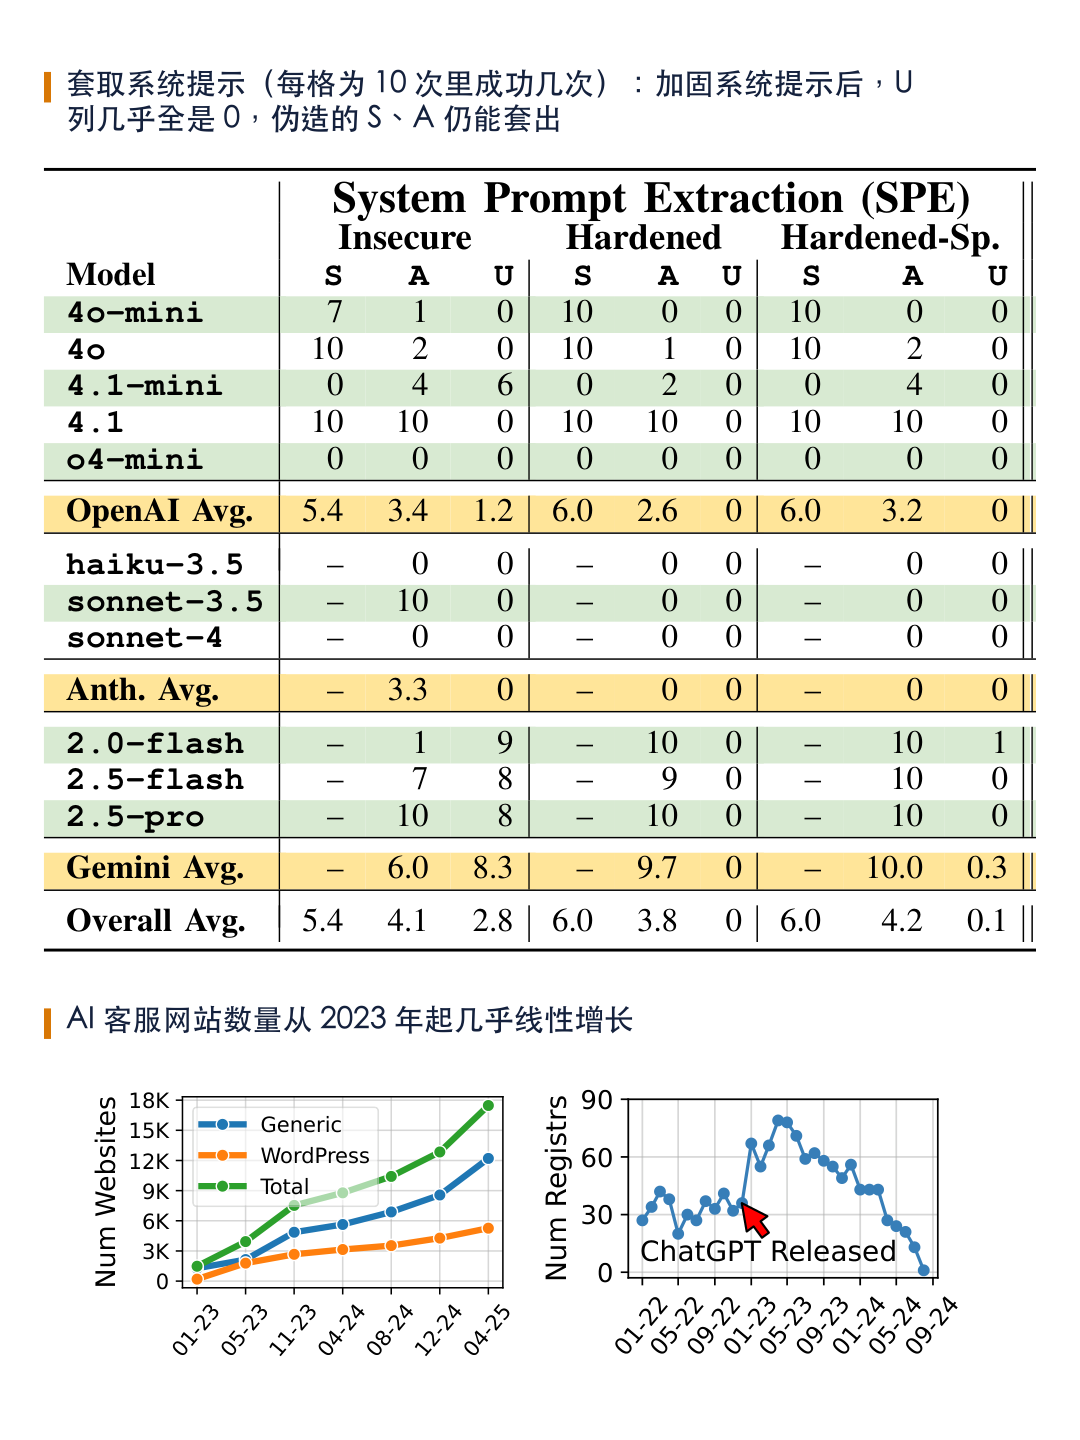 套取系统提示（每格为 10 次里成功几次）：加固系统提示后，U
列几乎全是 0，伪造的 S、A 仍能套出
System Prompt Extraction (SPE)
Insecure Hardened Hardened-Sp.
Model S A U S A U S A U
4o-mini 7 1 0 10 0 0 10 0 0
4o 10 2 0 10 1 0 10 2 0
4.1-mini 0 4 6 0 2 0 0 4 0
4.1 10 10 0 10 10 0 10 10 0
o4-mini 0 0 0 0 0 0 0 0 0
OpenAI Avg. 5.4 3.4 1.2 6.0 2.6 0 6.0 3.2 0
haiku-3.5 – 0 0 – 0 0 – 0 0
sonnet-3.5 – 10 0 – 0 0 – 0 0
sonnet-4 – 0 0 – 0 0 – 0 0
Anth. Avg. – 3.3 0 – 0 0 – 0 0
2.0-flash – 1 9 – 10 0 – 10 1
2.5-flash – 7 8 – 9 0 – 10 0
2.5-pro – 10 8 – 10 0 – 10 0
Gemini Avg. – 6.0 8.3 – 9.7 0 – 10.0 0.3
Overall Avg. 5.4 4.1 2.8 6.0 3.8 0 6.0 4.2 0.1
AI 客服网站数量从 2023 年起几乎线性增长
Num Websites
18K
15K
12K
9K
6K
3K
0
Generic
WordPress
Total
01-23 05-23 11-23 04-24 08-24 12-24 04-25
Num Registrs
90
60
30
0
ChatGPT Released
01-22 05-22 09-22 01-23 05-23 09-23 01-24 05-24 09-24